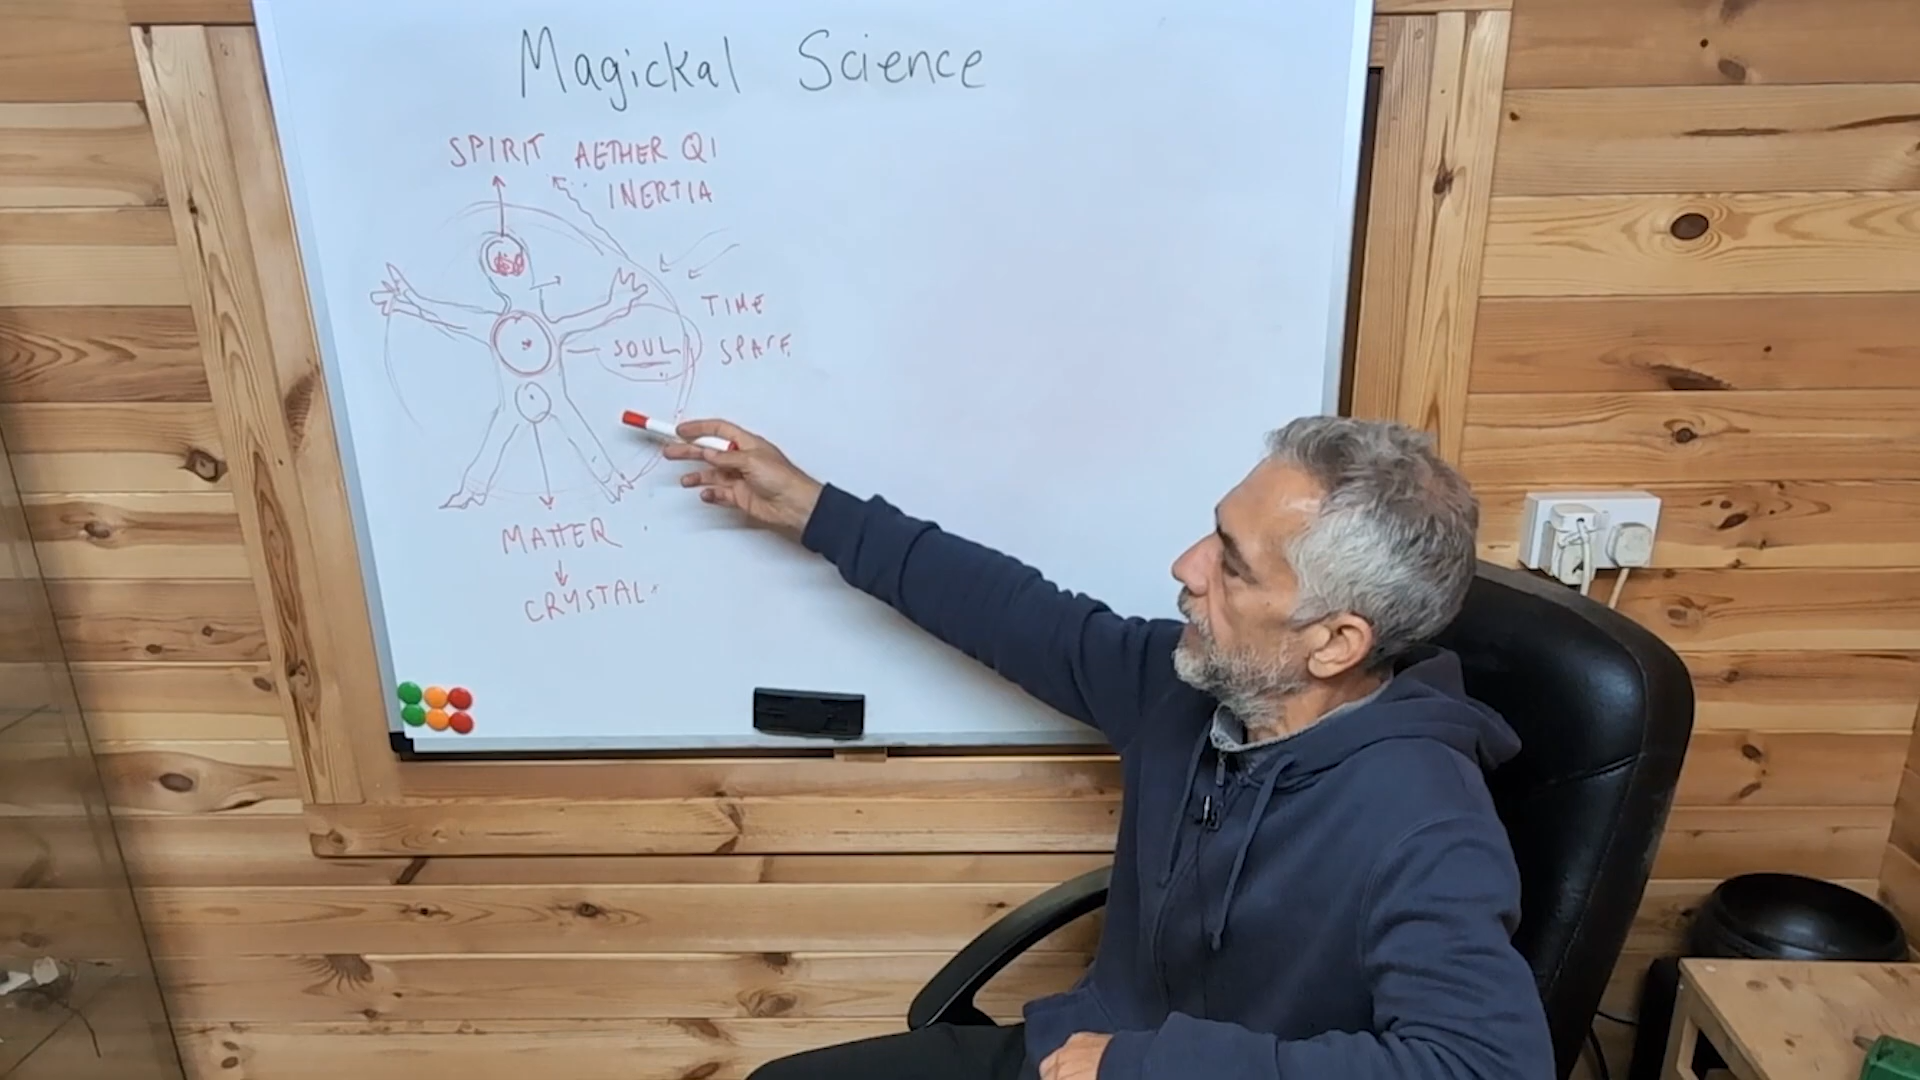 Magickal Science
SPIRIT AETHER QI
INERTIA
TIME
SOUL SPACE
MATTER
CRYSTAL